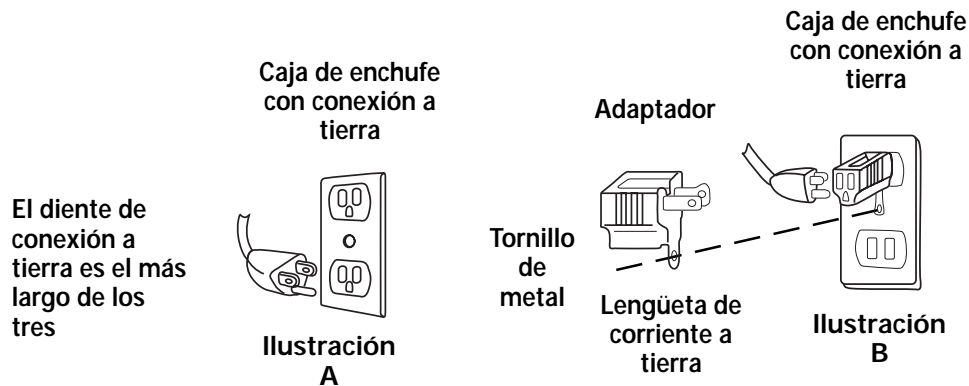 Caja de enchufe
con conexión a
tierra
El diente de
conexión a
tierra es el más
largo de los
tres
Ilustración
A
Caja de enchufe
con conexión a
tierra
Adaptador
Tornillo
de
metal
Lengüeta de
corriente a
tierra
Ilustración
B